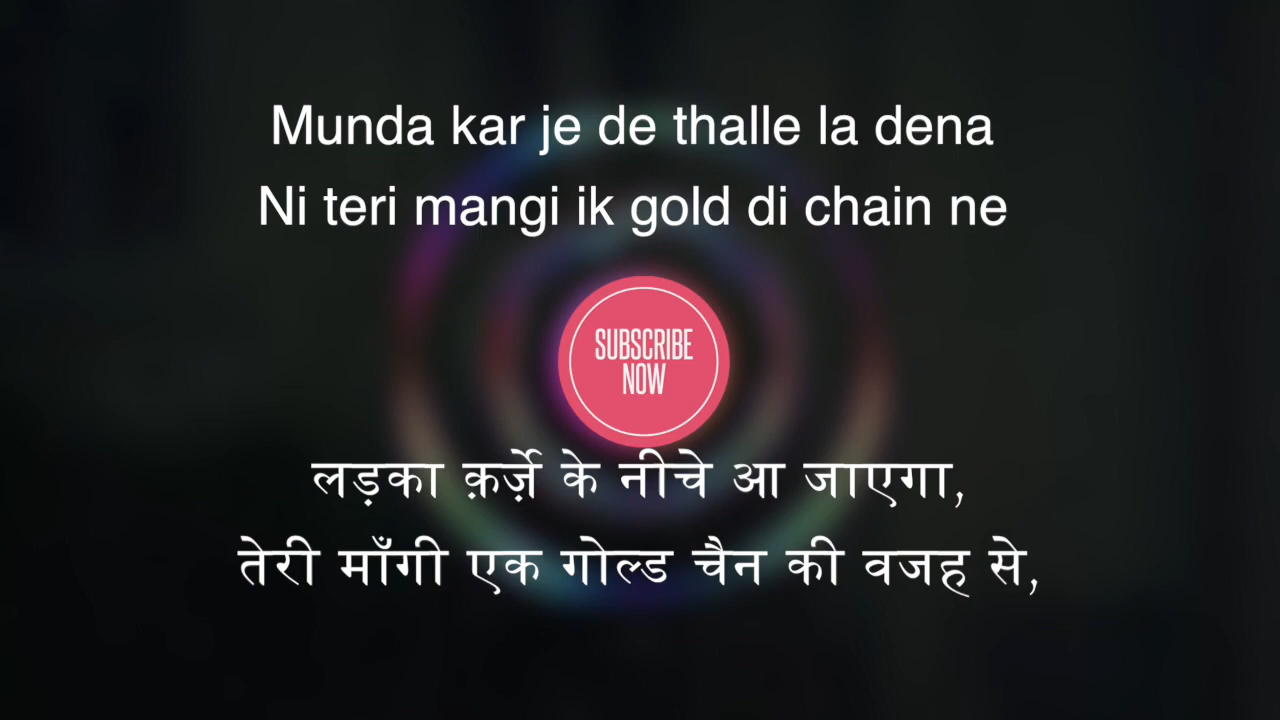 Munda kar je de thalle la dena
Ni teri mangi ik gold di chain ne
SUBSCRIBE
NOW
लड़का क़र्ज़े के नीचे आ जाएगा,
तेरी माँगी एक गोल्ड चैन की वजह से,